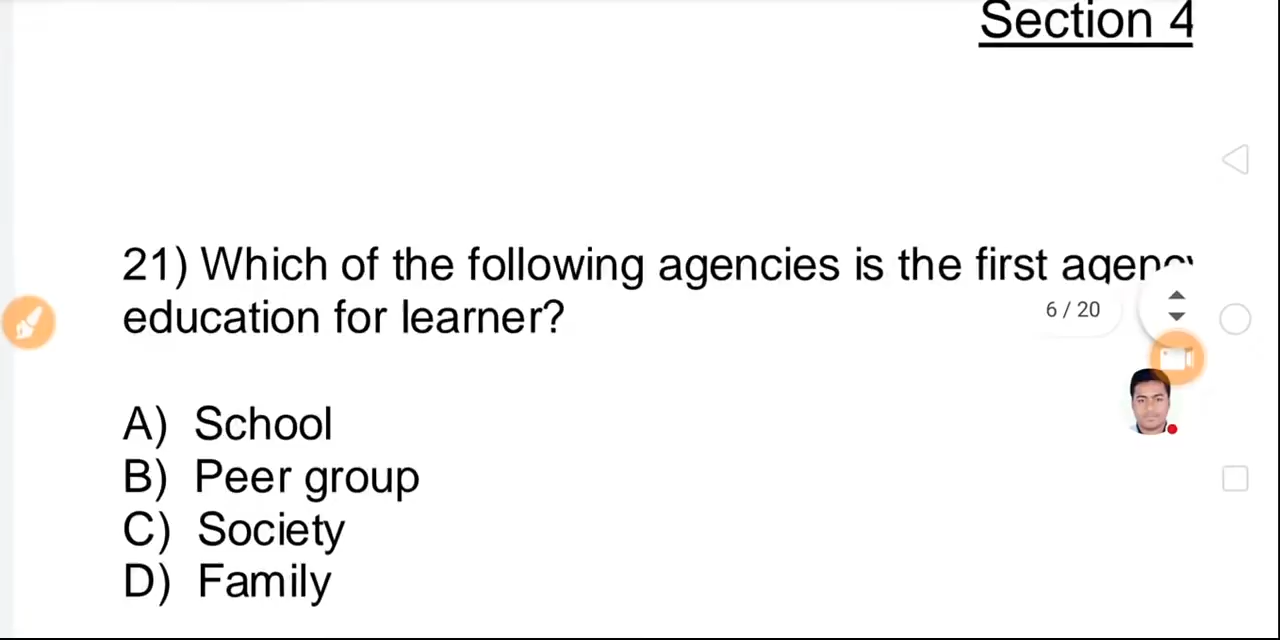 Section 4
21) Which of the following agencies is the first
education for learner?
6 / 20
A) School
B) Peer group
C) Society
D) Family